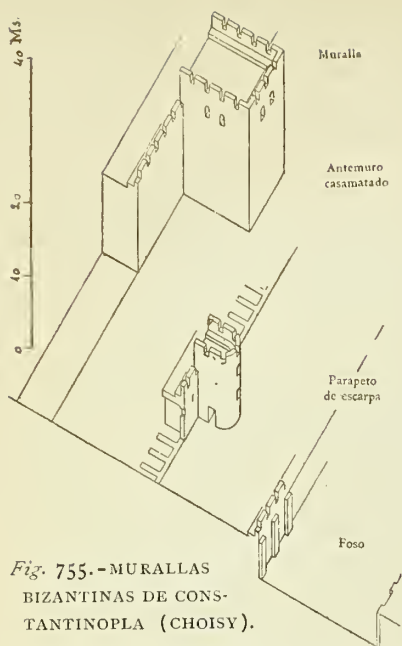 40 Ms.
20
10
0
Muralla
Antemuro
casamatado
Parapeto
de escarpa
Foso
Fig. 755.-MURALLAS
BIZANTINAS DE CONS-
TANTINOPLA (CHOISY).